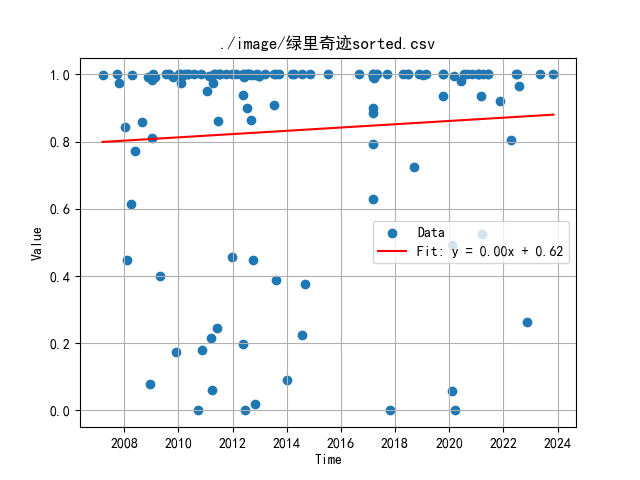 ./image/绿里奇迹sorted.csv
1.0
0.8
0.6
0.4
0.2
0.0
Value
Data
Fit: y = 0.00x + 0.62
2008 2010 2012 2014 2016 2018 2020 2022 2024
Time